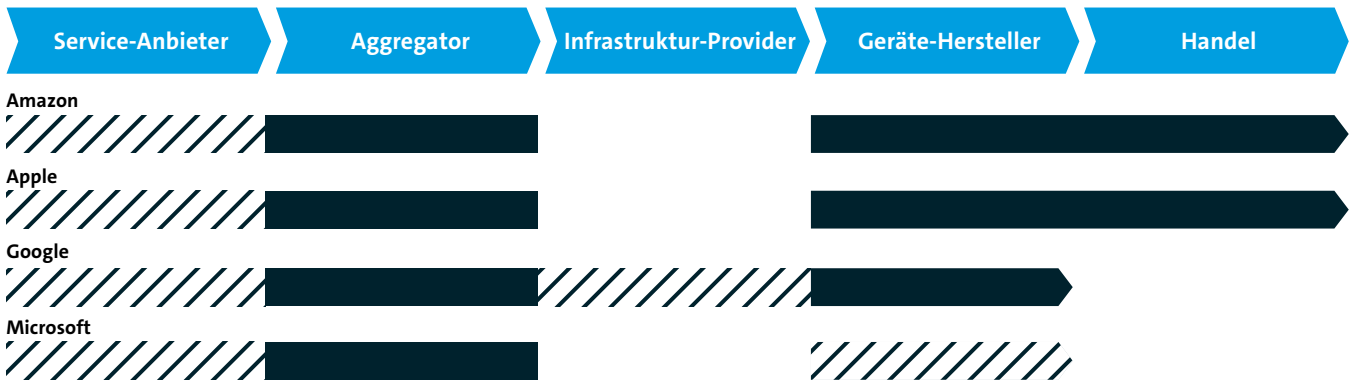 Service-Anbieter Aggregator Infrastruktur-Provider Geräte-Hersteller Handel
Amazon
Apple
Google
Microsoft